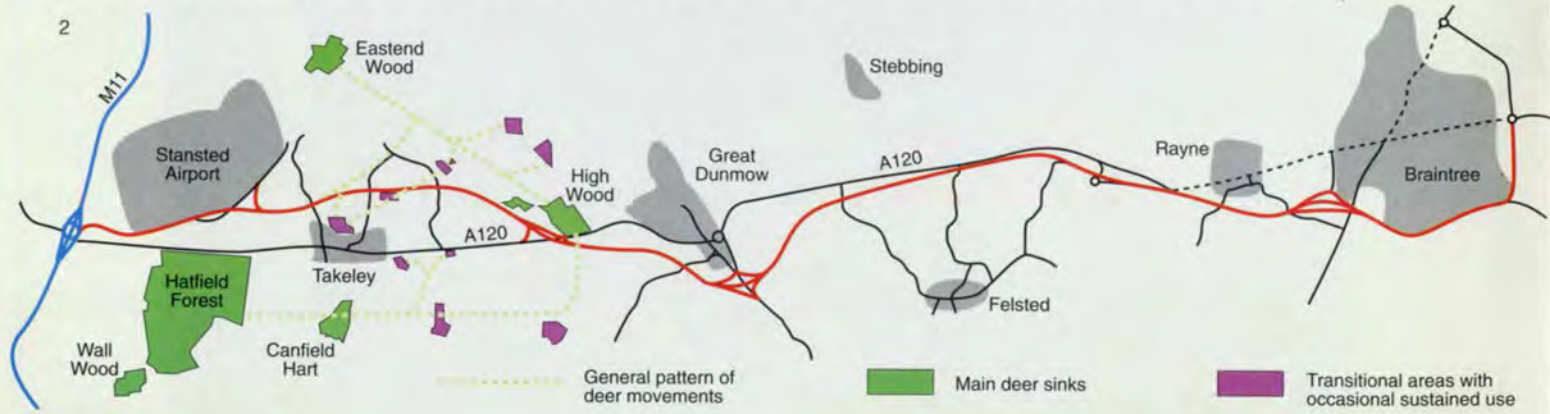 2
M11
Eastend
Wood
Stansted
Airport
Stebbing
High
Wood
Great
Dunmow
A120
Rayne
Braintree
A120
Takeley
Hatfield
Forest
Felsted
Wall
Wood
Canfield
Hart
General pattern of
deer movements
Main deer sinks
Transitional areas with
occasional sustained use